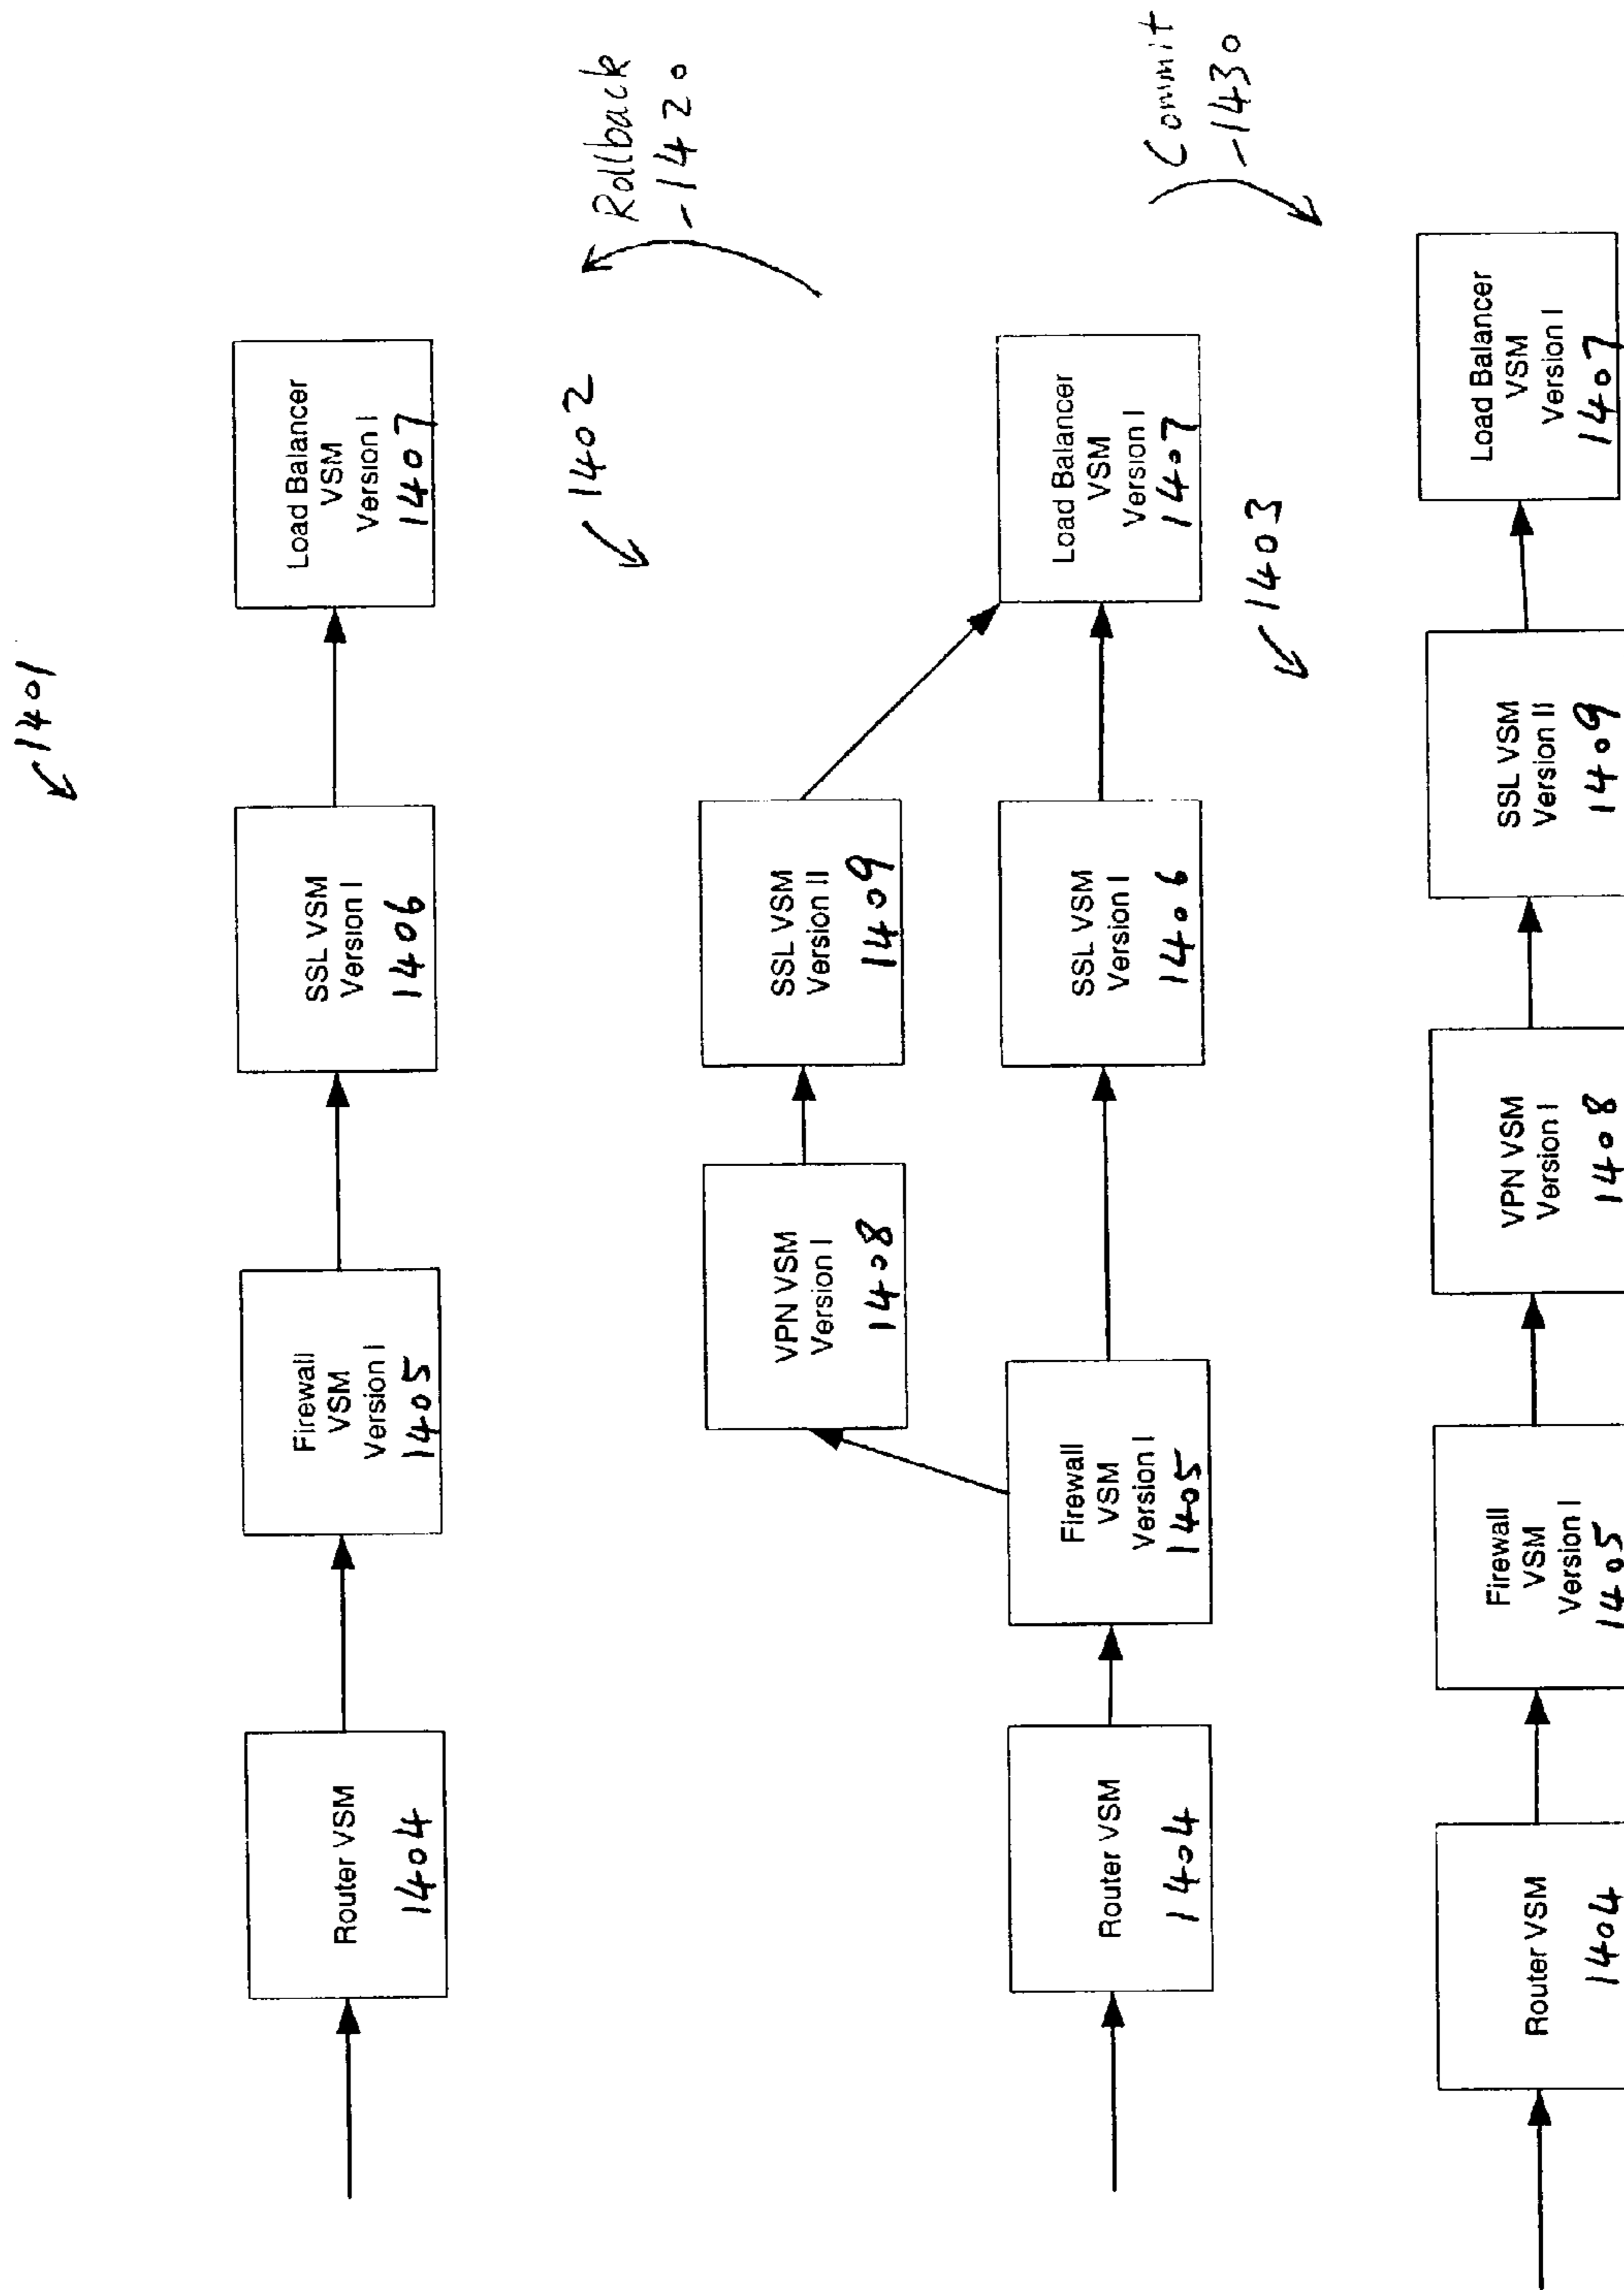 1401
Router VSM
1404
Firewall
VSM
Version I
1405
SSL VSM
Version I
1406
Load Balancer
VSM
Version I
1407
1402
Rollback
-1420
VPN VSM
Version I
1408
SSL VSM
Version II
1409
Router VSM
1404
Firewall
VSM
Version I
1405
SSL VSM
Version I
1406
Load Balancer
VSM
Version I
1407
1403
Commit
-1430
Router VSM
1404
Firewall
VSM
Version I
1405
VPN VSM
Version I
1408
SSL VSM
Version II
1409
Load Balancer
VSM
Version I
1407